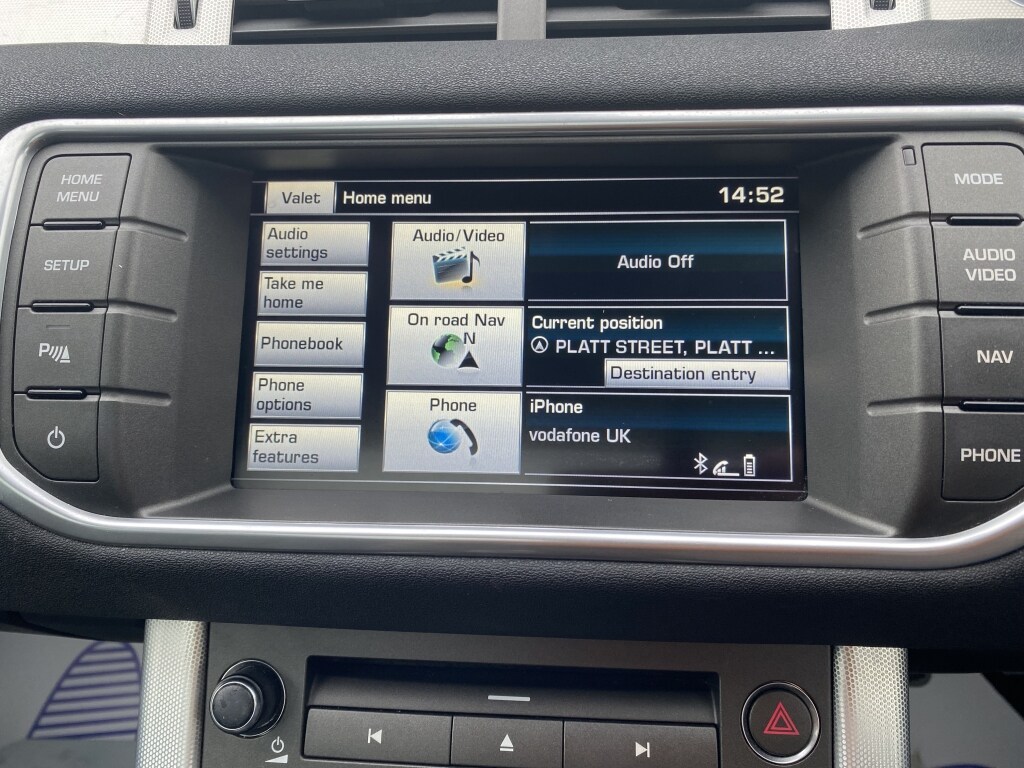 HOME
MENU
SETUP
P
Valet
Home menu
14:52
Audio
settings
Take me
home
Phonebook
Phone
options
Extra
features
Audio/Video
Audio Off
On road Nav
N
Current position
PLATT STREET, PLATT ...
Destination entry
Phone
iPhone
vodafone UK
MODE
AUDIO
VIDEO
NAV
PHONE